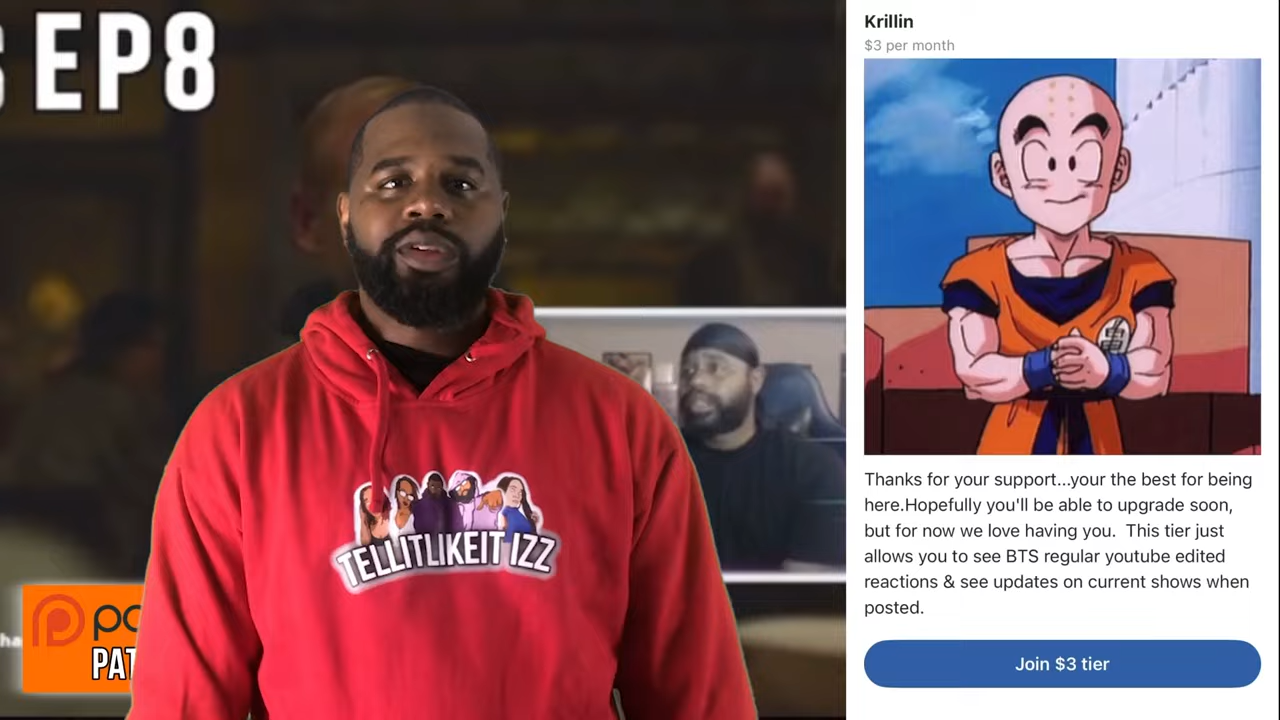 EP8
Krillin
$3 per month
TELLITLIKEIT IZZ
Thanks for your support...your the best for being
here.Hopefully you'll be able to upgrade soon,
but for now we love having you.  This tier just
allows you to see BTS regular youtube edited
reactions & see updates on current shows when
posted.
Join $3 tier